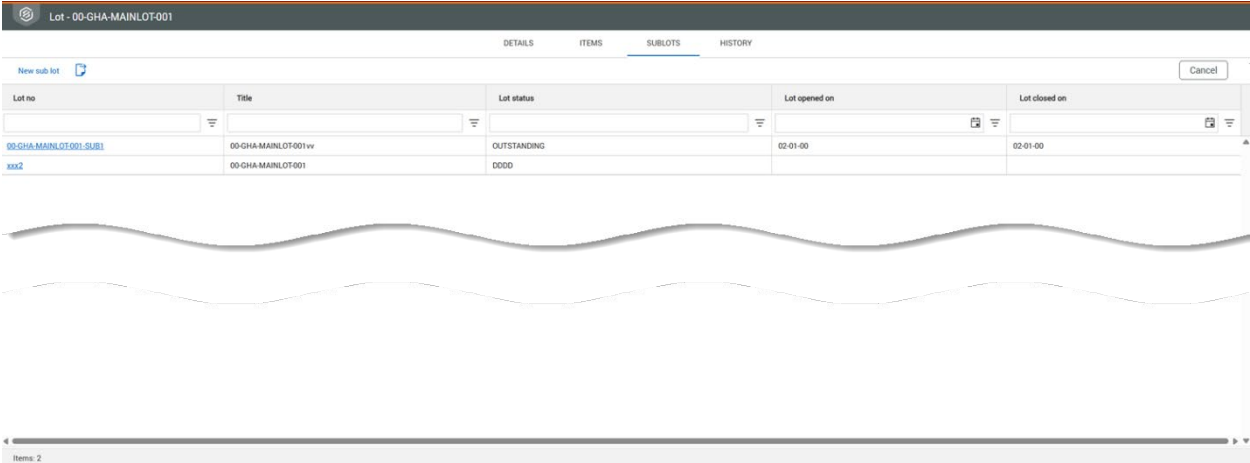 Lot - 00-GHA-MAINLOT-001
DETAILS ITEMS SUBLOTS HISTORY
New sub lot Cancel
Lot no Title Lot status Lot opened on Lot closed on
00-GHA-MAINLOT-001-SUB1 00-GHA-MAINLOT-001vv OUTSTANDING 02-01-00 02-01-00
xxx2 00-GHA-MAINLOT-001 DDDD
Items: 2